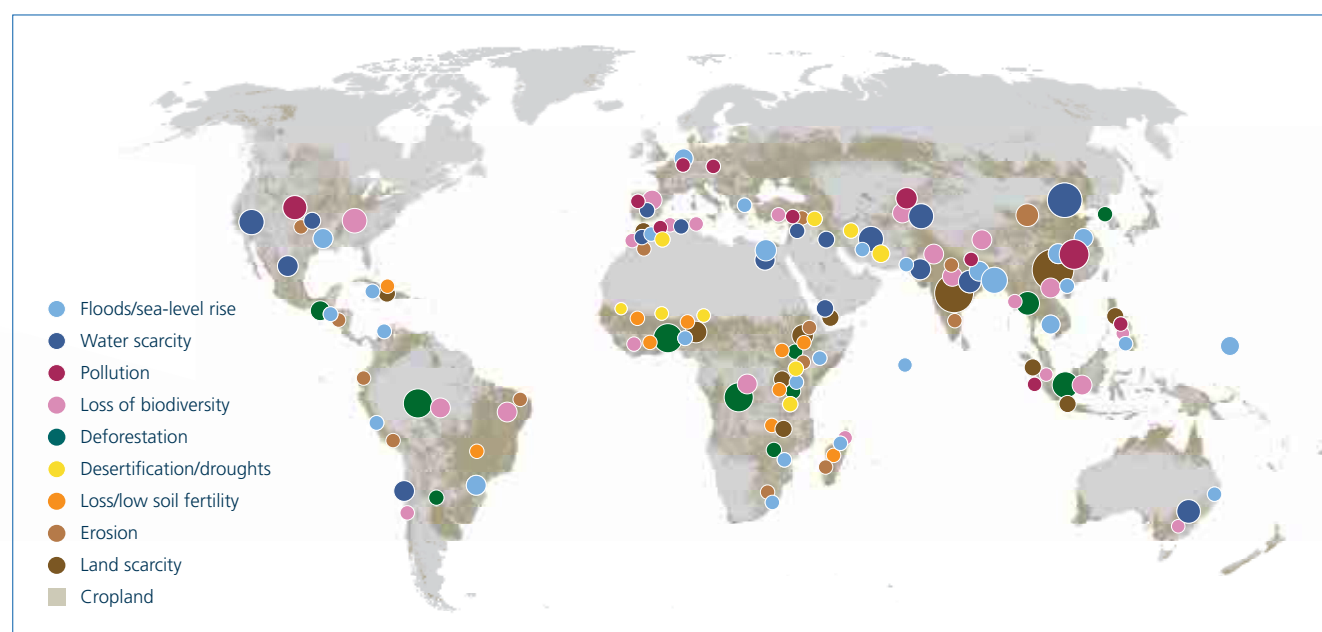 Floods/sea-level rise
Water scarcity
Pollution
Loss of biodiversity
Deforestation
Desertification/droughts
Loss/low soil fertility
Erosion
Land scarcity
Cropland